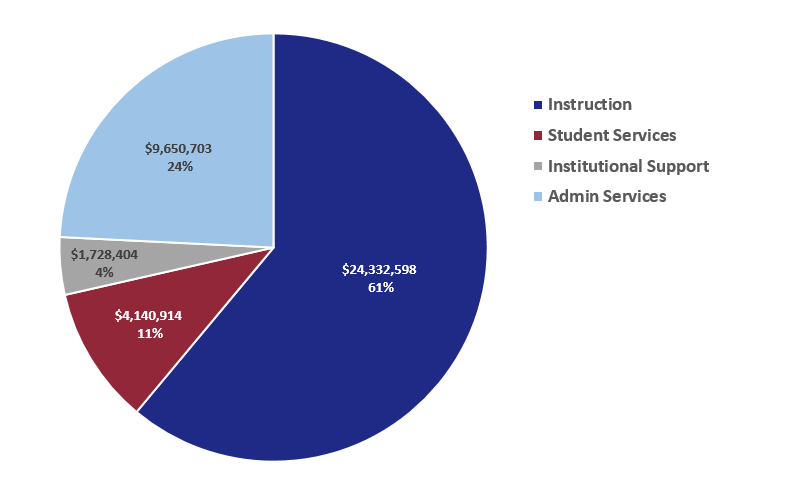 $9,650,703
24%
$1,728,404
4%
$4,140,914
11%
$24,332,598
61%
Instruction
Student Services
Institutional Support
Admin Services